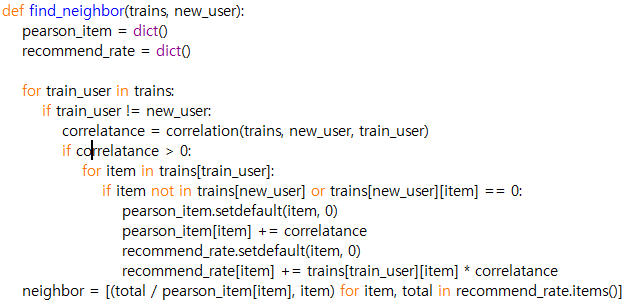 def find_neighbor(trains, new_user):
    pearson_item = dict()
    recommend_rate = dict()

    for train_user in trains:
        if train_user != new_user:
            correlatance = correlation(trains, new_user, train_user)
            if correlatance > 0:
                for item in trains[train_user]:
                    if item not in trains[new_user] or trains[new_user][item] == 0:
                        pearson_item.setdefault(item, 0)
                        pearson_item[item] += correlatance
                        recommend_rate.setdefault(item, 0)
                        recommend_rate[item] += trains[train_user][item] * correlatance
    neighbor = [(total / pearson_item[item], item) for item, total in recommend_rate.items()]